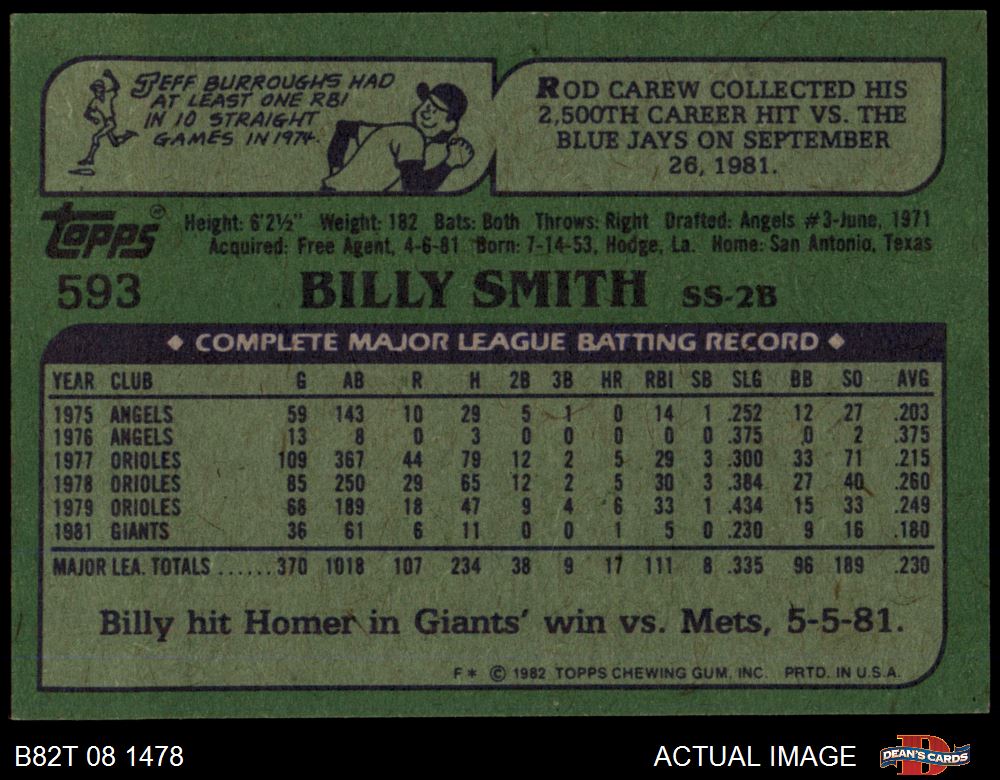 JEFF BURROUGHS HAD
AT LEAST ONE RBI
IN 10 STRAIGHT
GAMES IN 1974.
ROD CAREW COLLECTED HIS
2,500TH CAREER HIT VS. THE
BLUE JAYS ON SEPTEMBER
26, 1981.
Topps®
Height: 6'2½" Weight: 182 Bats: Both Throws: Right Drafted: Angels #3-June, 1971
Acquired: Free Agent, 4-6-81 Born: 7-14-53, Hodge, La. Home: San Antonio, Texas
593 BILLY SMITH SS-2B
◆ COMPLETE MAJOR LEAGUE BATTING RECORD ◆
YEAR CLUB G AB R H 2B 3B HR RBI SB SLG BB SO AVG
1975 ANGELS 59 143 10 29 5 1 0 14 1 .252 12 27 .203
1976 ANGELS 13 8 0 3 0 0 0 0 0 .375 0 2 .375
1977 ORIOLES 109 367 44 79 12 2 5 29 3 .300 33 71 .215
1978 ORIOLES 85 250 29 65 12 2 5 30 3 .384 27 40 .260
1979 ORIOLES 68 189 18 47 9 4 6 33 1 .434 15 33 .249
1981 GIANTS 36 61 6 11 0 0 1 5 0 .230 9 16 .180
MAJOR LEA. TOTALS ......370 1018 107 234 38 9 17 111 8 .335 96 189 .230
Billy hit Homer in Giants' win vs. Mets, 5-5-81.
F* © 1982 TOPPS CHEWING GUM, INC. PRTD. IN U.S.A.
B82T 08 1478 ACTUAL IMAGE DEAN'S CARDS